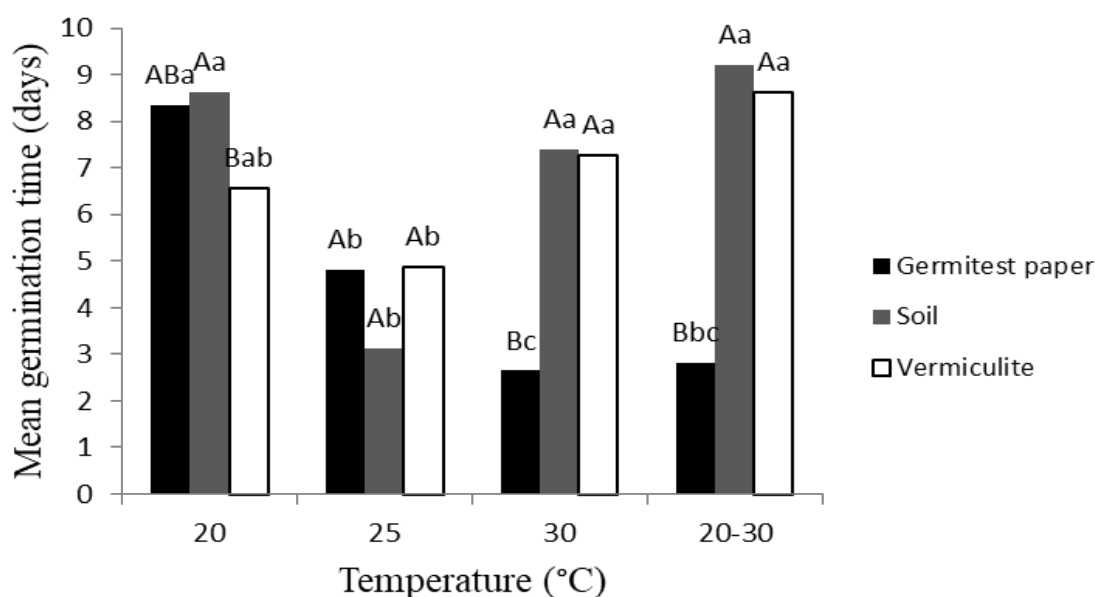 Mean germination time (days)
10
9
8
7
6
5
4
3
2
1
0
ABa
Aa
Bab
Ab
Ab
Ab
Bc
Aa
Aa
Bbc
Aa
Aa
20
25
30
20-30
Temperature (°C)
Germitest paper
Soil
Vermiculite